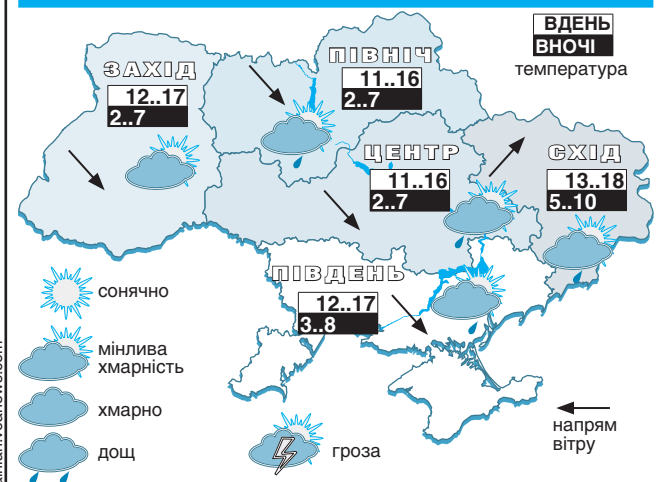 ВДЕНЬ
ВНОЧІ
температура
ПІВНІЧ
11..16
2..7
ЗАХІД
12..17
2..7
ЦЕНТР
11..16
2..7
СХІД
13..18
5..10
ПІВДЕНЬ
12..17
3..8
сонячно
мінлива
хмарність
хмарно
дощ
гроза
напрям
вітру